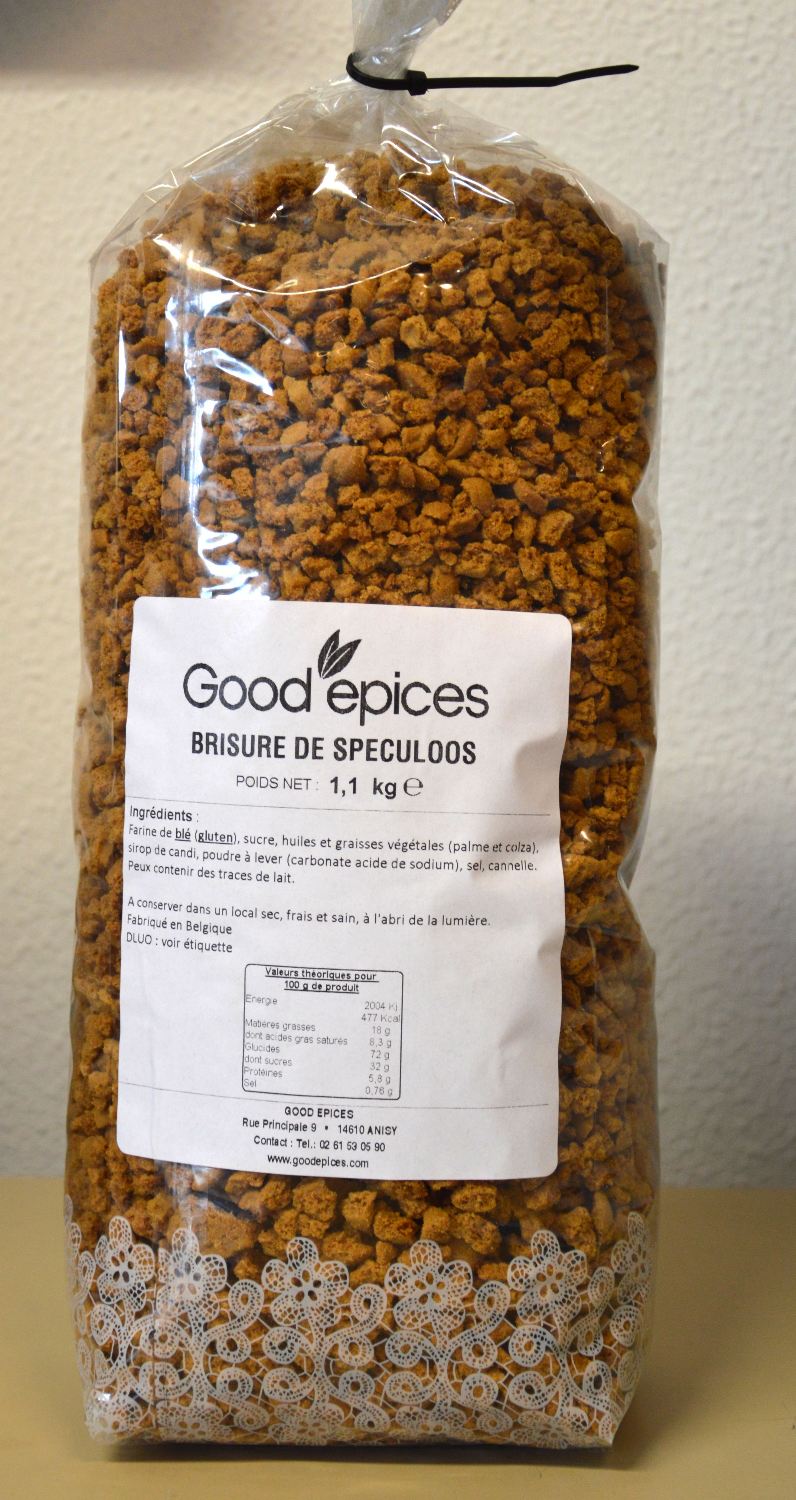 Good épices
BRISURE DE SPECULOOS
POIDS NET : 1,1 kg ℮
Ingrédients :
Farine de blé (gluten), sucre, huiles et graisses végétales (palme et colza),
sirop de candi, poudre à lever (carbonate acide de sodium), sel, cannelle.
Peux contenir des traces de lait.
A conserver dans un local sec, frais et sain, à l'abri de la lumière.
Fabriqué en Belgique
DLUO : voir étiquette
Valeurs théoriques pour
100 g de produit
Energie 2004 Kj
477 Kcal
Matières grasses 18 g
dont acides gras saturés 8,3 g
Glucides 72 g
dont sucres 32 g
Protéines 5,8 g
Sel 0,76 g
GOOD EPICES
Rue Principale 9 • 14610 ANISY
Contact : Tel.: 02 61 53 05 90
www.goodepices.com